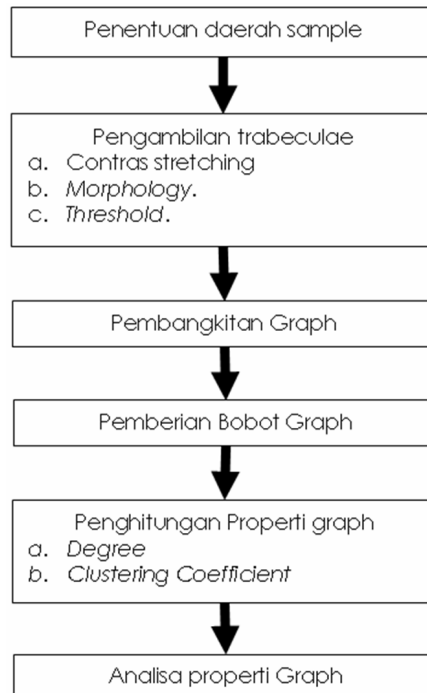 Penentuan daerah sample
Pengambilan trabeculae
a. Contras stretching
b. Morphology.
c. Threshold.
Pembangkitan Graph
Pemberian Bobot Graph
Penghitungan Properti graph
a. Degree
b. Clustering Coefficient
Analisa properti Graph